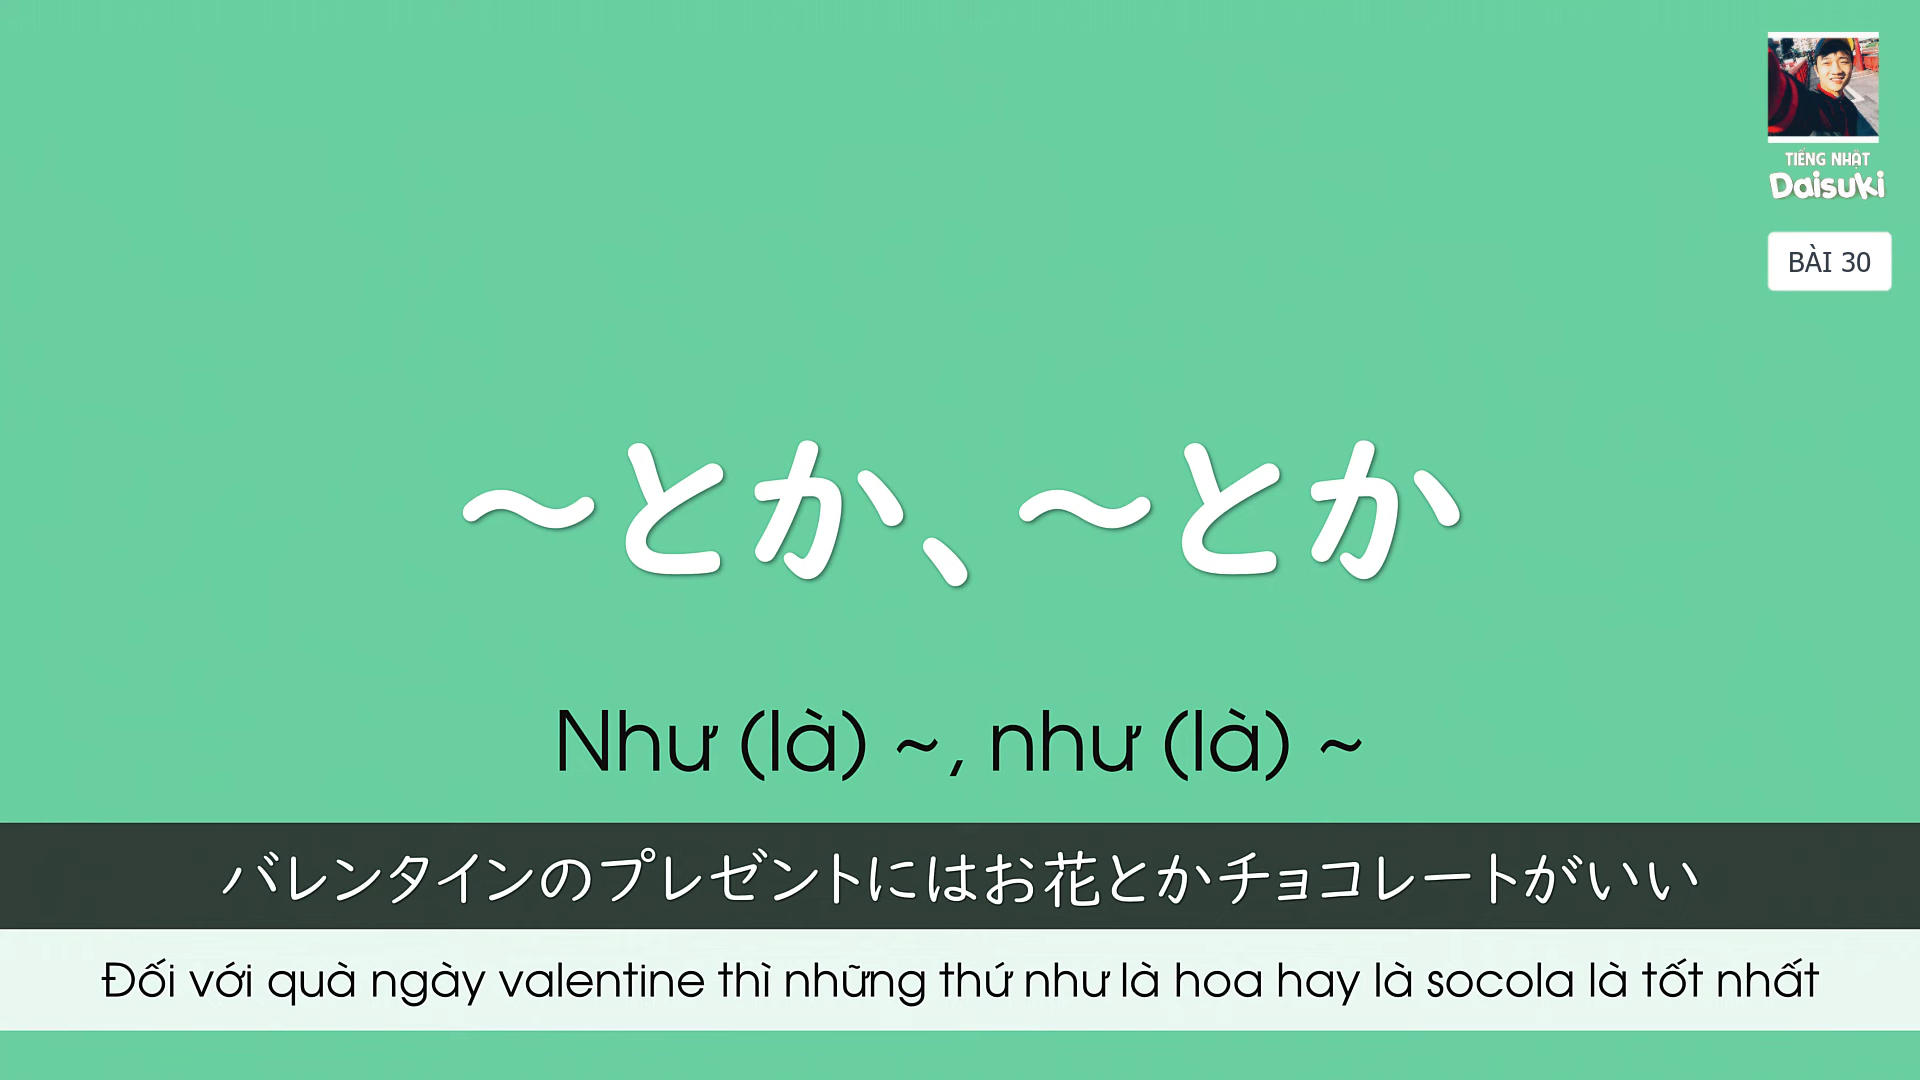 TIẾNG NHẬT
Daisuki
BÀI 30
～とか、～とか
Như (là) ~, như (là) ~
バレンタインのプレゼントにはお花とかチョコレートがいい
Đối với quà ngày valentine thì những thứ như là hoa hay là socola là tốt nhất